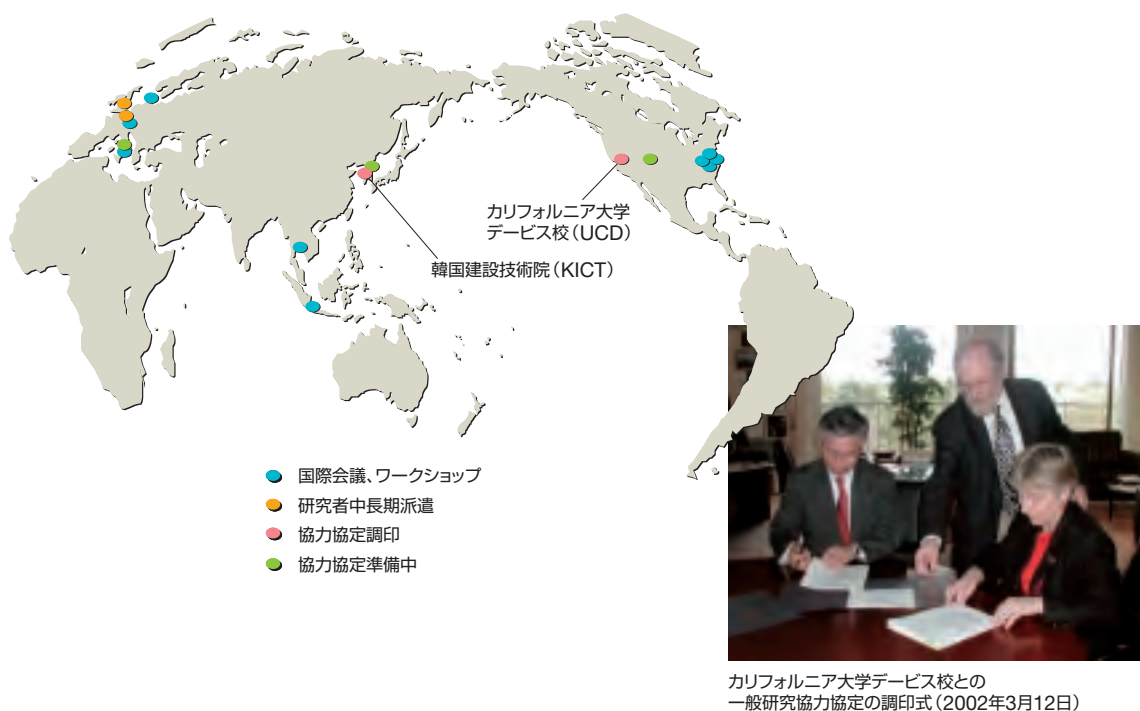 カリフォルニア大学
デービス校(UCD)
韓国建設技術院(KICT)
国際会議、ワークショップ
研究者中長期派遣
協力協定調印
協力協定準備中
カリフォルニア大学デービス校との
一般研究協力協定の調印式(2002年3月12日)